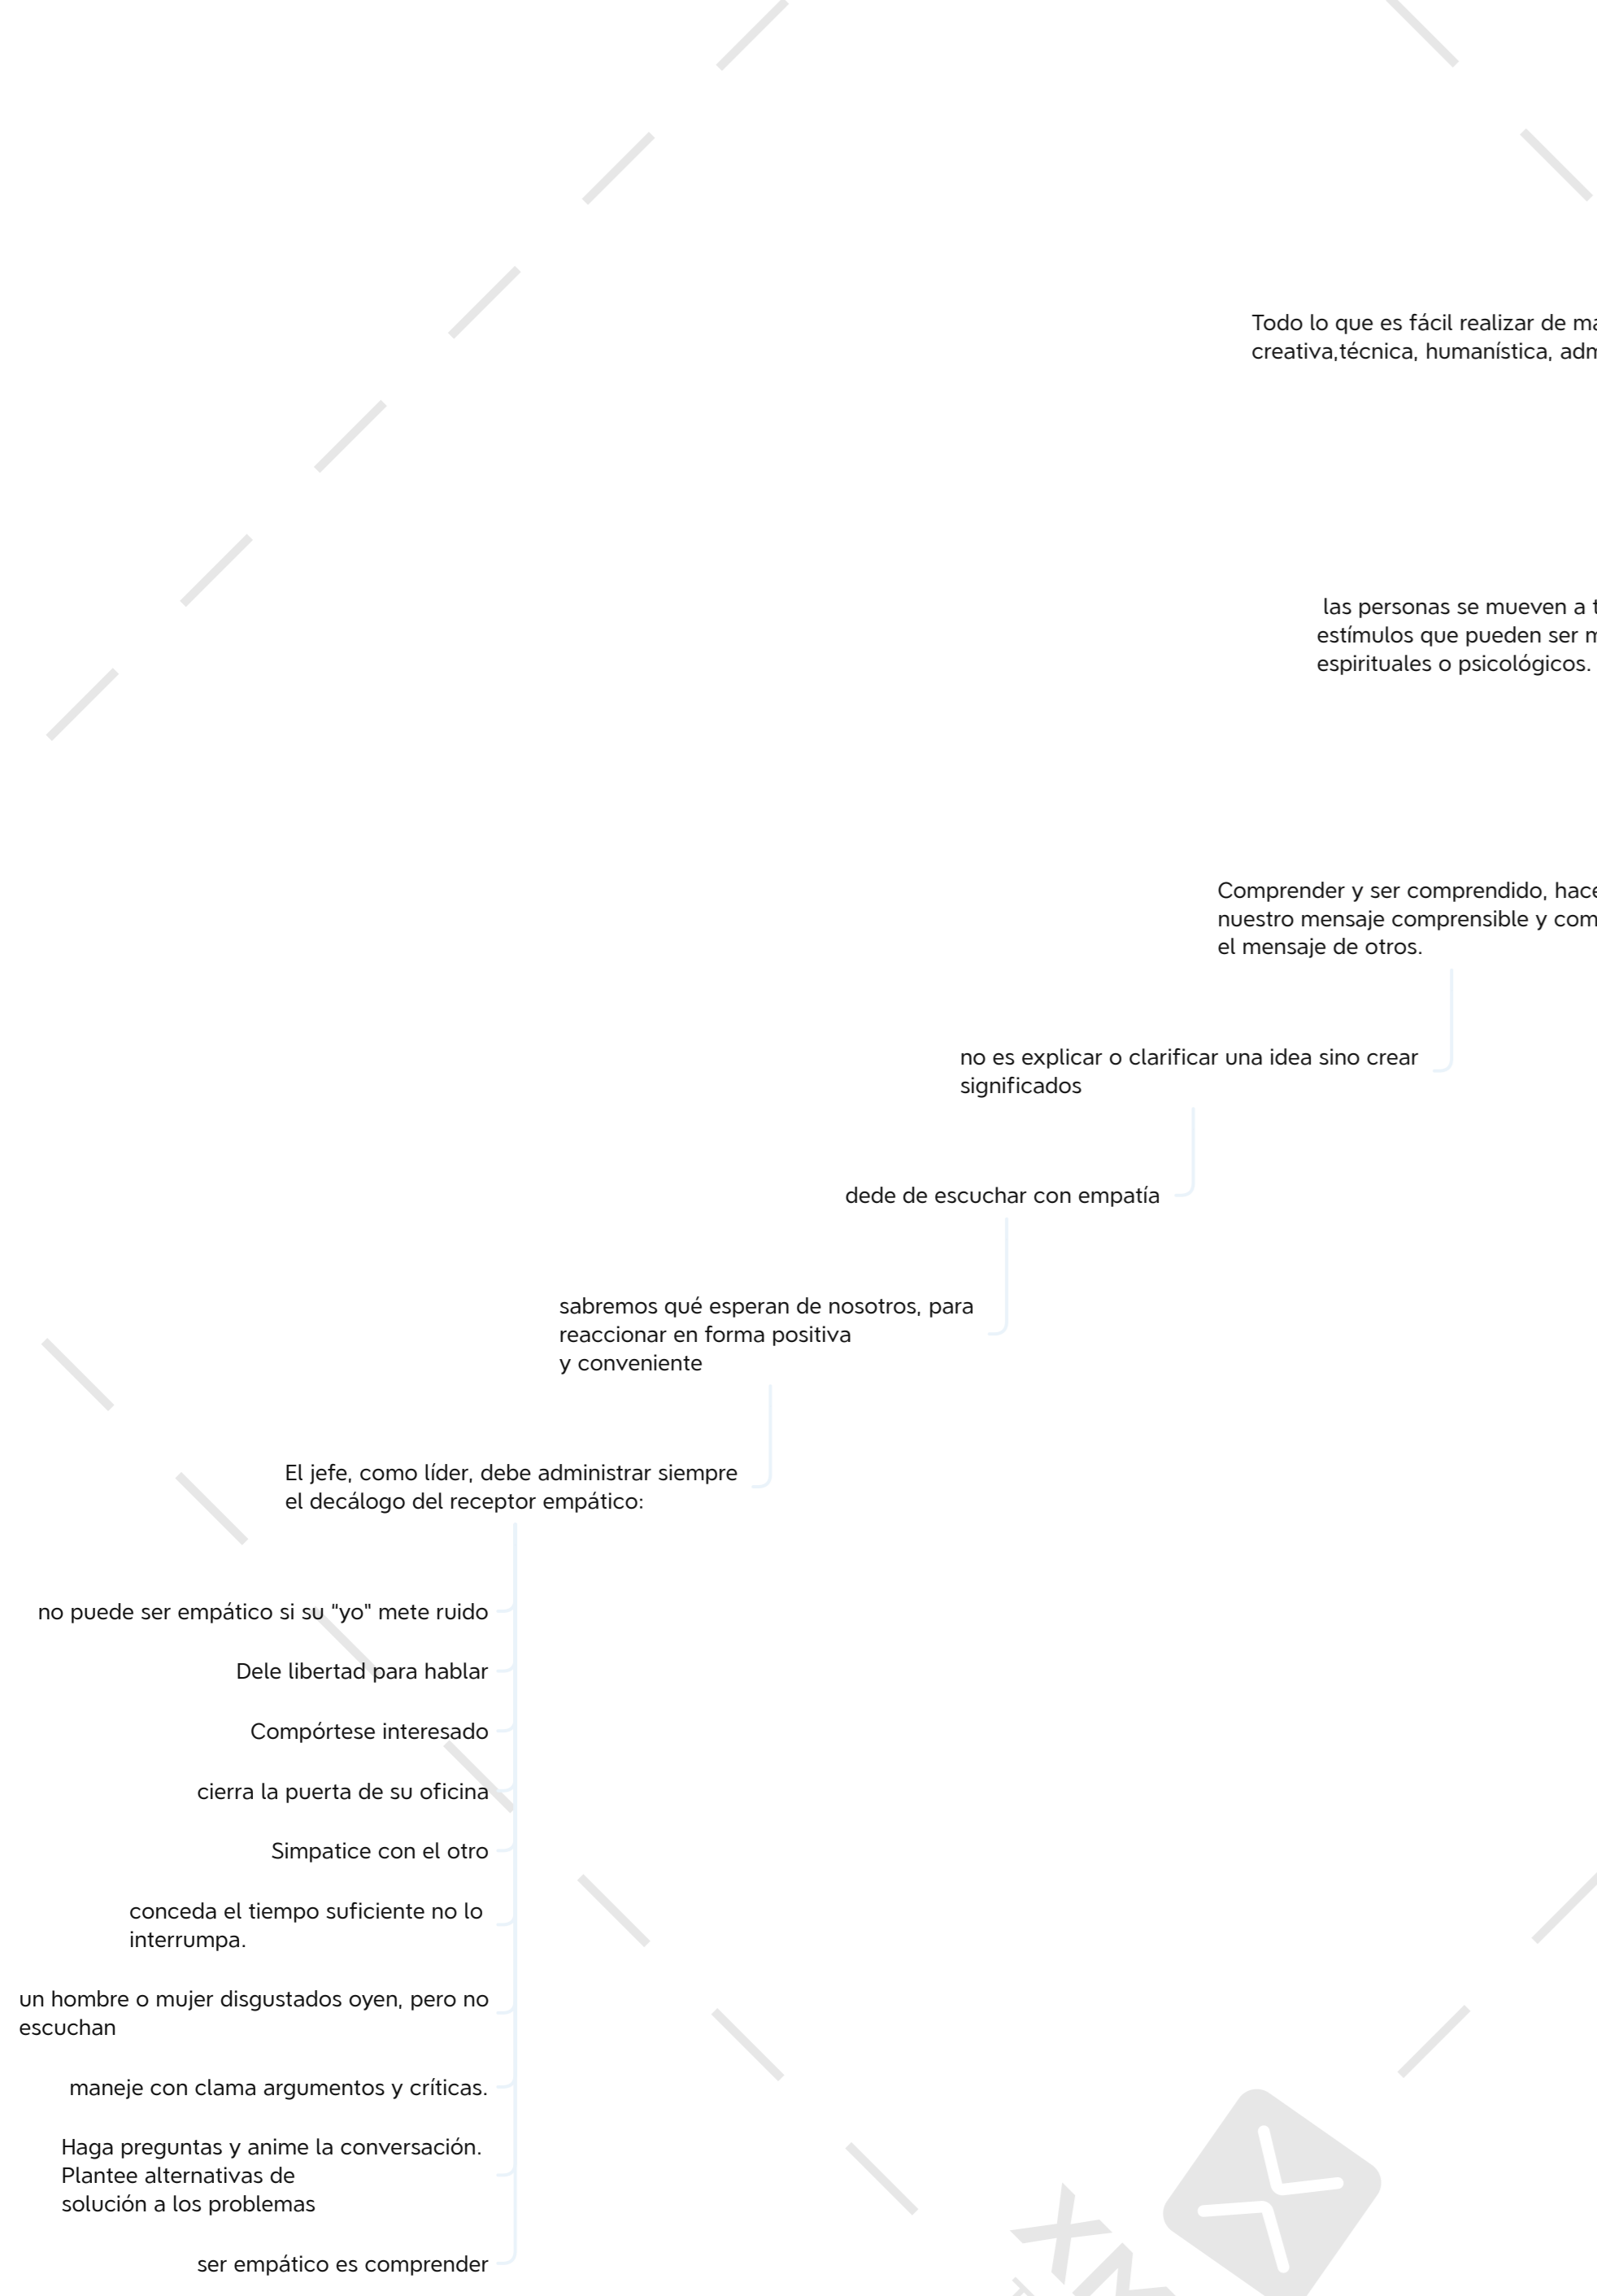 Todo lo que es fácil realizar de
creativa,técnica, humanística,
las personas se mueven a
estímulos que pueden ser
espirituales o psicológicos.
Comprender y ser comprendido,
nuestro mensaje comprensible y
el mensaje de otros.
no es explicar o clarificar una idea sino crear
significados
dede de escuchar con empatía
sabremos qué esperan de nosotros, para
reaccionar en forma positiva
y conveniente
El jefe, como líder, debe administrar siempre
el decálogo del receptor empático:
no puede ser empático si su "yo" mete ruido
Dele libertad para hablar
Compórtese interesado
cierra la puerta de su oficina
Simpatice con el otro
conceda el tiempo suficiente no lo
interrumpa.
un hombre o mujer disgustados oyen, pero no
escuchan
maneje con clama argumentos y críticas.
Haga preguntas y anime la conversación.
Plantee alternativas de
solución a los problemas
ser empático es comprender